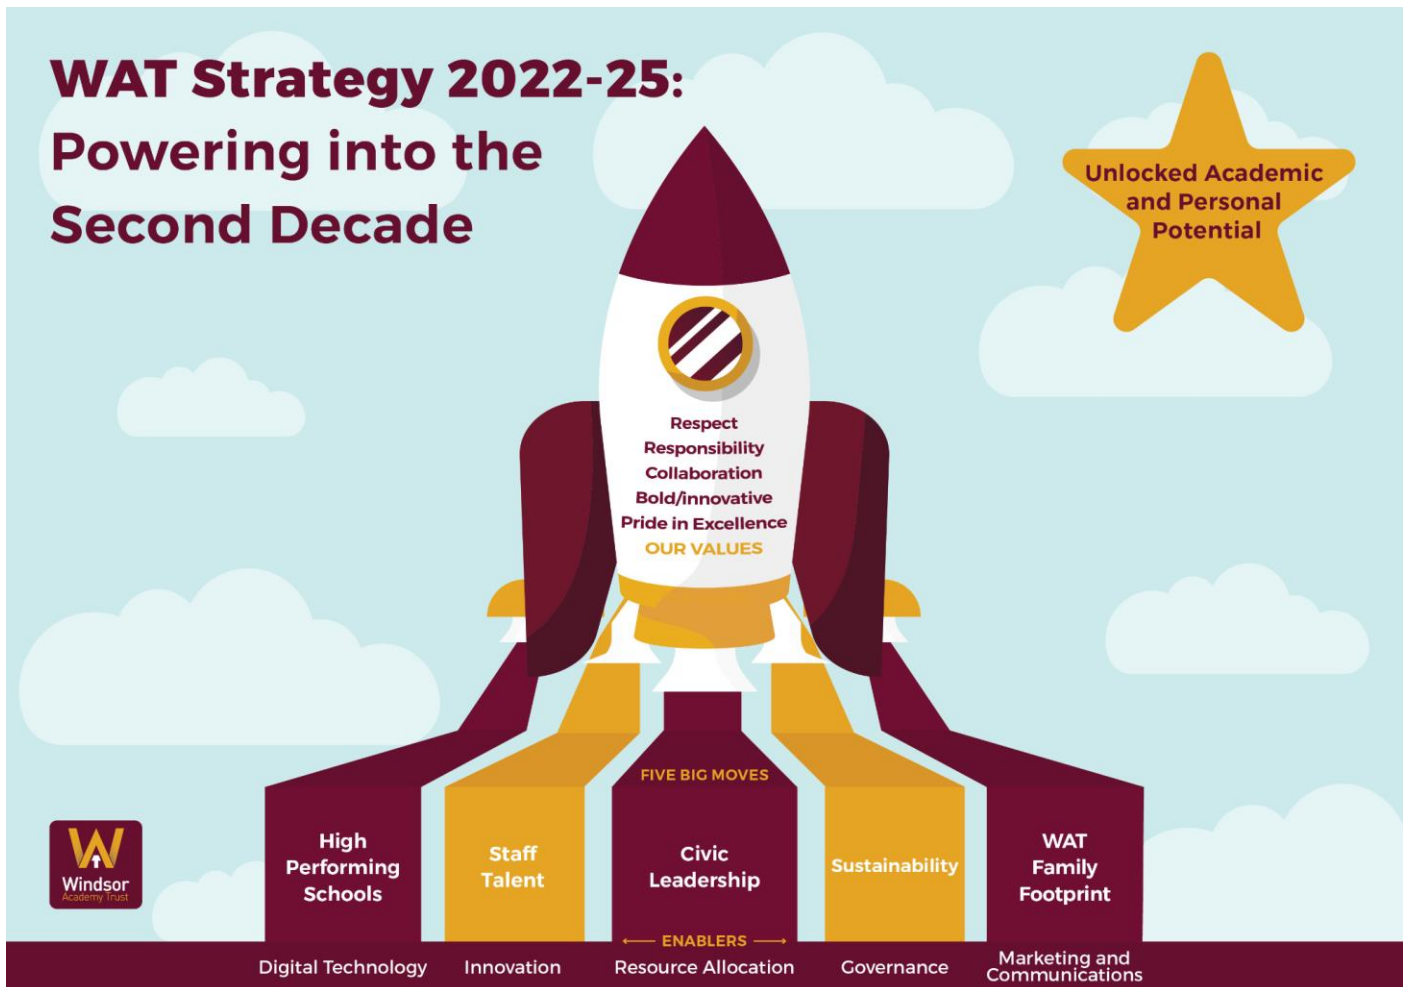 WAT Strategy 2022-25:
Powering into the
Second Decade
Unlocked Academic
and Personal
Potential
Respect
Responsibility
Collaboration
Bold/innovative
Pride in Excellence
OUR VALUES
FIVE BIG MOVES
High
Performing
Schools
Staff
Talent
Civic
Leadership
Sustainability
WAT
Family
Footprint
Windsor
Academy Trust
ENABLERS
Digital Technology
Innovation
Resource Allocation
Governance
Marketing and
Communications